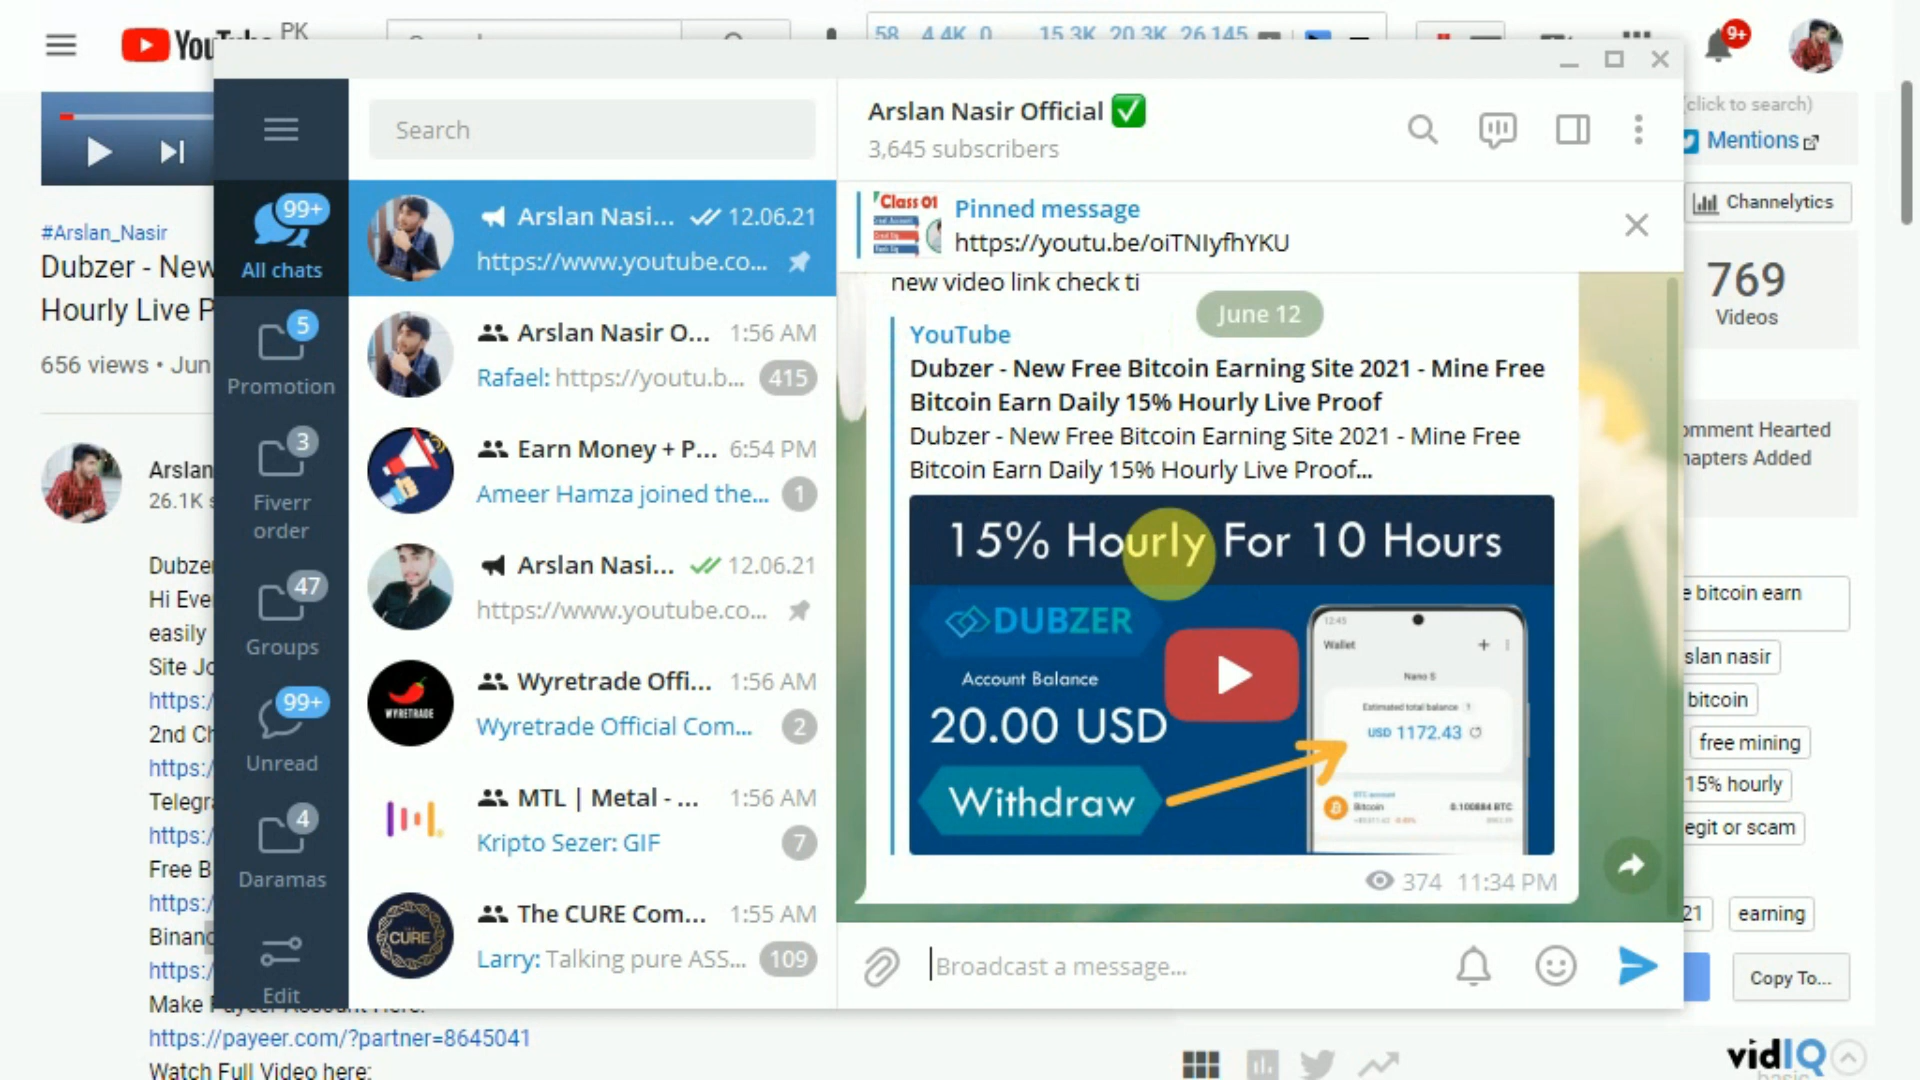 YouTube PK
58 4.4K 0 15.3K 20.3K 26,145
9+
(click to search)
Mentions
Channelytics
769
Videos
#Arslan_Nasir
Dubzer - New
Hourly Live P
656 views • Jun
Arslan
26.1K s
Dubzer
Hi Eve
easily
Site Jo
https:/
2nd Ch
https:/
Telegra
https:/
Free B
https:/
Binanc
https:/
Make Payeer Account Here:
https://payeer.com/?partner=8645041
Watch Full Video here:
99+
All chats
5
Promotion
3
Fiverr
order
47
Groups
99+
Unread
4
Daramas
Edit
Search
Arslan Nasi... 12.06.21
https://www.youtube.co...
Arslan Nasir O... 1:56 AM
Rafael: https://youtu.b... 415
Earn Money + P... 6:54 PM
Ameer Hamza joined the... 1
Arslan Nasi... 12.06.21
https://www.youtube.co...
WYRETRADE
Wyretrade Offi... 1:56 AM
Wyretrade Official Com... 2
MTL | Metal - ... 1:56 AM
Kripto Sezer: GIF 7
CURE
The CURE Com... 1:55 AM
Larry: Talking pure ASS... 109
Arslan Nasir Official
3,645 subscribers
Class 01
Pinned message
https://youtu.be/oiTNIyfhYKU
new video link check ti
June 12
YouTube
Dubzer - New Free Bitcoin Earning Site 2021 - Mine Free
Bitcoin Earn Daily 15% Hourly Live Proof
Dubzer - New Free Bitcoin Earning Site 2021 - Mine Free
Bitcoin Earn Daily 15% Hourly Live Proof...
15% Hourly For 10 Hours
DUBZER
Account Balance
20.00 USD
Withdraw
12:45
Wallet
Nano S
Estimated total balance
USD 1172.43
BTC account
Bitcoin 0.100884 BTC
374 11:34 PM
Broadcast a message...
omment Hearted
hapters Added
e bitcoin earn
slan nasir
bitcoin
free mining
15% hourly
egit or scam
21
earning
Copy To...
vidIQ
basic